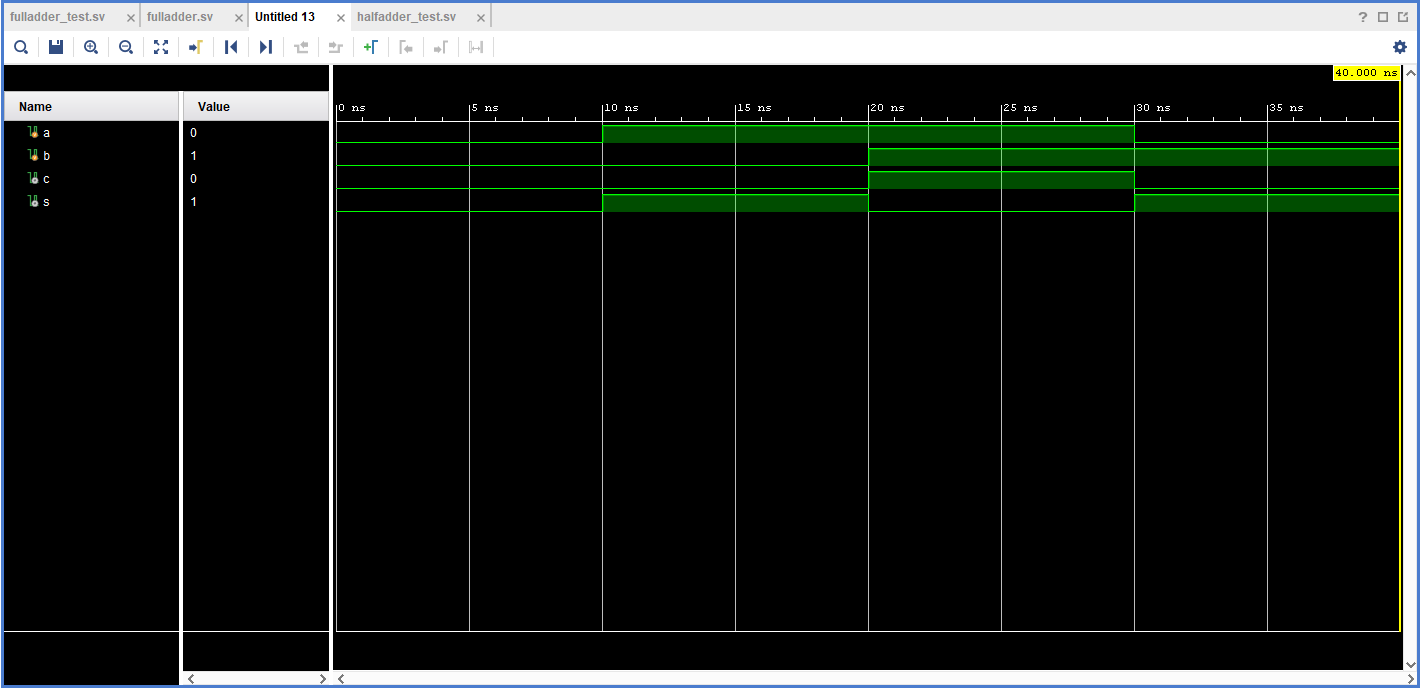 fulladder_test.sv × fulladder.sv × Untitled 13 × halfadder_test.sv ×
?
40.000 ns
Name Value
0 ns 5 ns 10 ns 15 ns 20 ns 25 ns 30 ns 35 ns
a 0
b 1
c 0
s 1